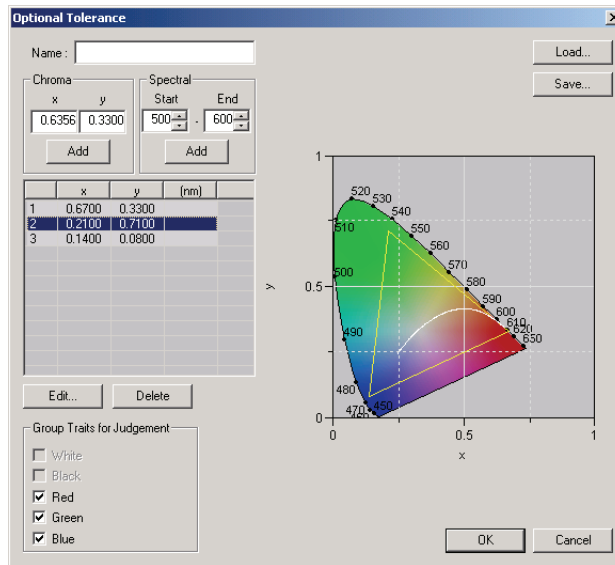 Optional Tolerance
Name :
Load...
Save...
Chroma
x y
0.6356 0.3300
Add
Spectral
Start End
500 - 600
Add
x y (nm)
1 0.6700 0.3300
2 0.2100 0.7100
3 0.1400 0.0800
Edit...
Delete
Group Traits for Judgement
White
Black
Red
Green
Blue
1
0.5
0
y
520
530
540
510
550
560
570
500
580
590
600
610
620
650
490
480
470
450
0 0.5 1
x
OK
Cancel